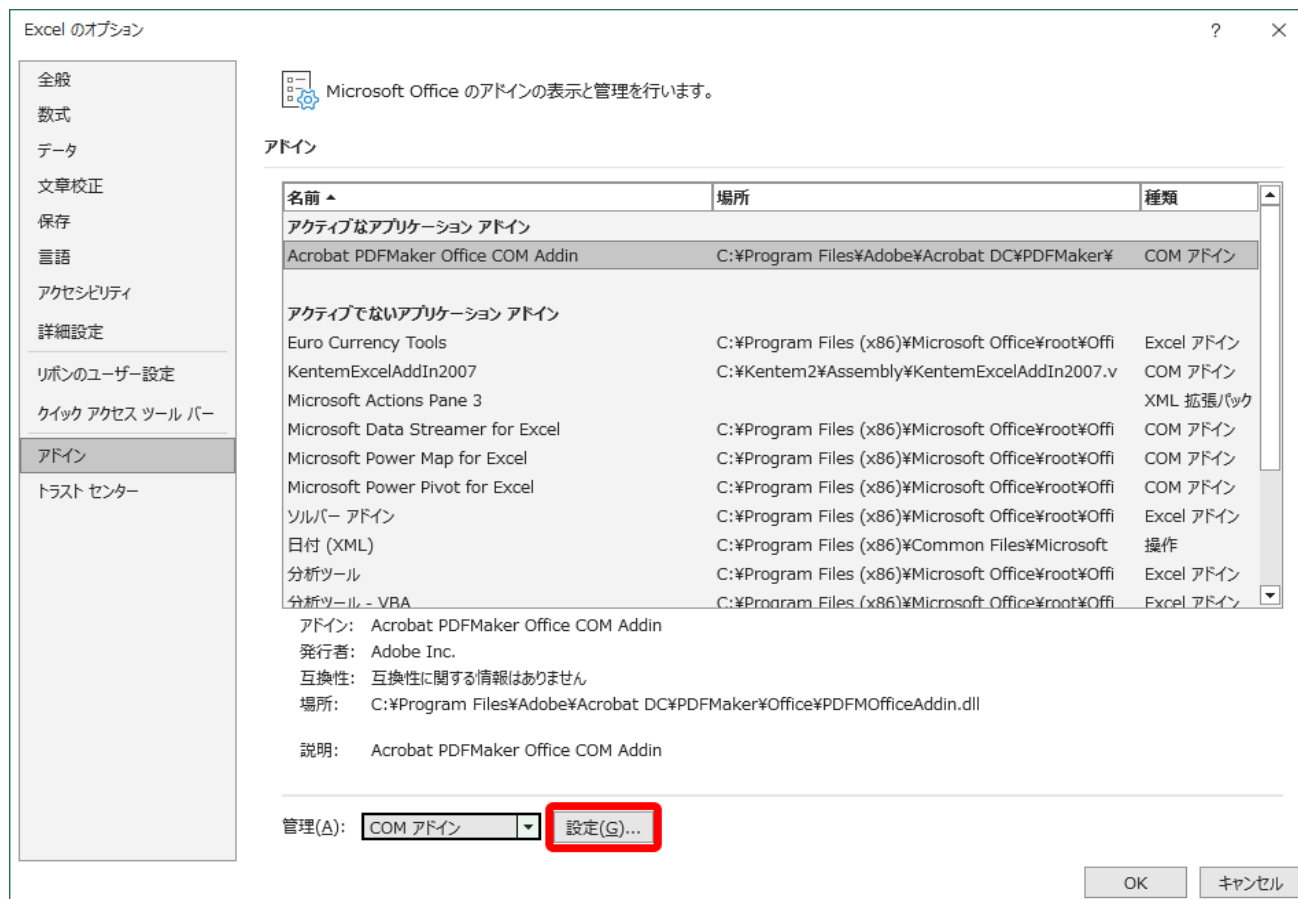 Excel のオプション
?
全般
数式
データ
文章校正
保存
言語
アクセシビリティ
詳細設定
リボンのユーザー設定
クイック アクセス ツール バー
アドイン
トラスト センター
Microsoft Office のアドインの表示と管理を行います。
アドイン
名前 場所 種類
アクティブなアプリケーション アドイン
Acrobat PDFMaker Office COM Addin C:¥Program Files¥Adobe¥Acrobat DC¥PDFMaker¥ COM アドイン
アクティブでないアプリケーション アドイン
Euro Currency Tools C:¥Program Files (x86)¥Microsoft Office¥root¥Offi Excel アドイン
KentemExcelAddIn2007 C:¥Kentem2¥Assembly¥KentemExcelAddIn2007.v COM アドイン
Microsoft Actions Pane 3 XML 拡張パック
Microsoft Data Streamer for Excel C:¥Program Files (x86)¥Microsoft Office¥root¥Offi COM アドイン
Microsoft Power Map for Excel C:¥Program Files (x86)¥Microsoft Office¥root¥Offi COM アドイン
Microsoft Power Pivot for Excel C:¥Program Files (x86)¥Microsoft Office¥root¥Offi COM アドイン
ソルバー アドイン C:¥Program Files (x86)¥Microsoft Office¥root¥Offi Excel アドイン
日付 (XML) C:¥Program Files (x86)¥Common Files¥Microsoft 操作
分析ツール C:¥Program Files (x86)¥Microsoft Office¥root¥Offi Excel アドイン
分析ツール - VBA C:¥Program Files (x86)¥Microsoft Office¥root¥Offi Excel アドイン
アドイン: Acrobat PDFMaker Office COM Addin
発行者: Adobe Inc.
互換性: 互換性に関する情報はありません
場所: C:¥Program Files¥Adobe¥Acrobat DC¥PDFMaker¥Office¥PDFMOfficeAddin.dll
説明: Acrobat PDFMaker Office COM Addin
管理(A): COM アドイン 設定(G)...
OK キャンセル